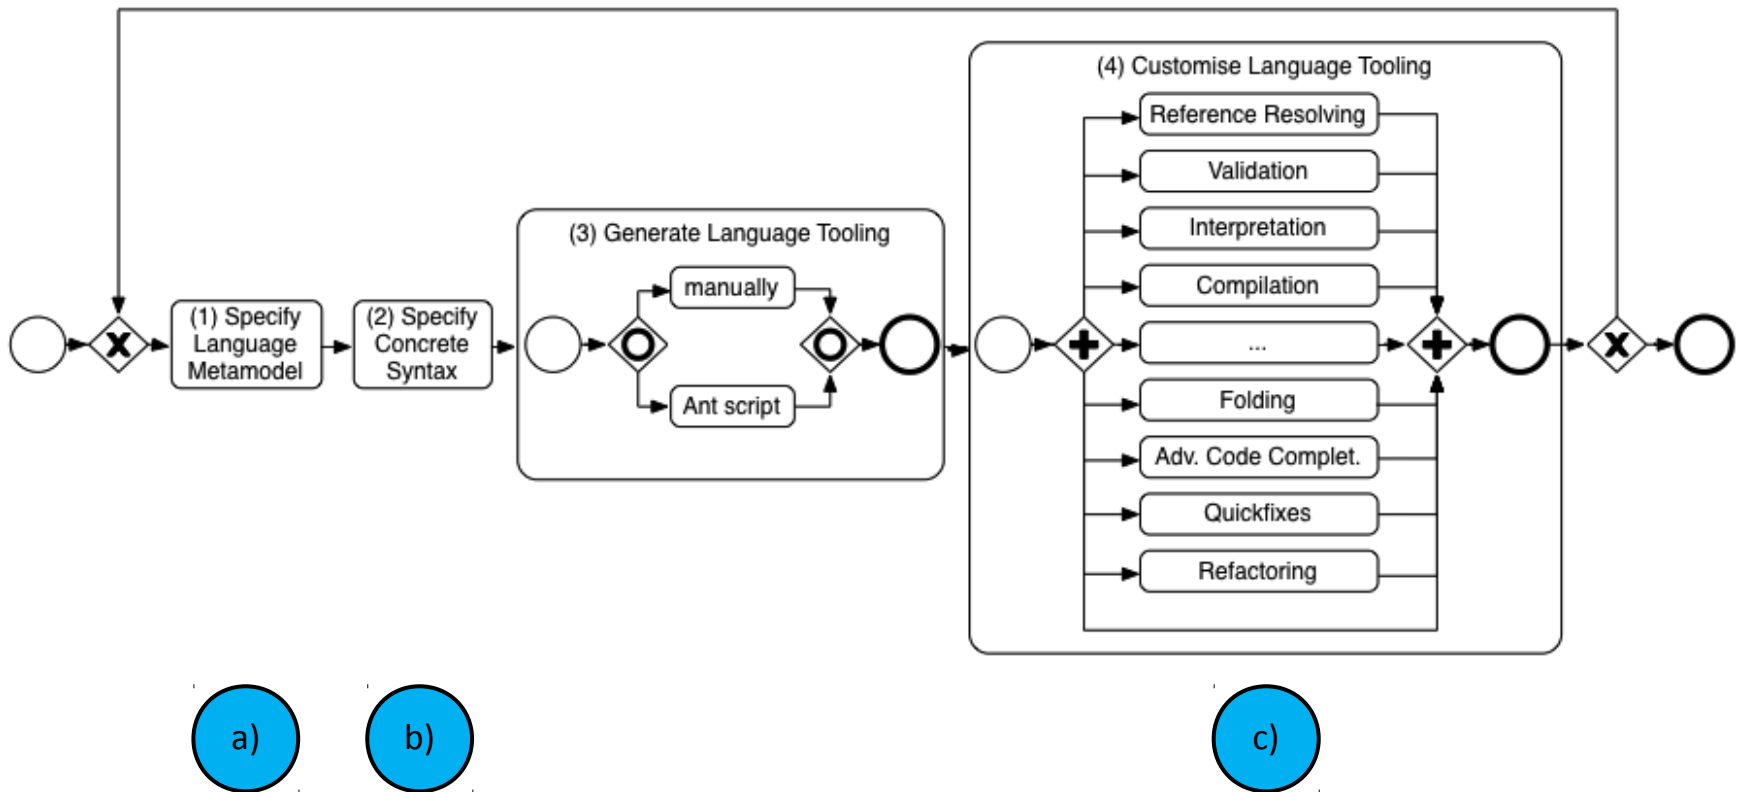 (4) Customise Language Tooling
Reference Resolving
Validation
(3) Generate Language Tooling
Interpretation
manually
Compilation
(1) Specify
Language
Metamodel
(2) Specify
Concrete
Syntax
...
Ant script
Folding
Adv. Code Complet.
Quickfixes
Refactoring
a)
b)
c)